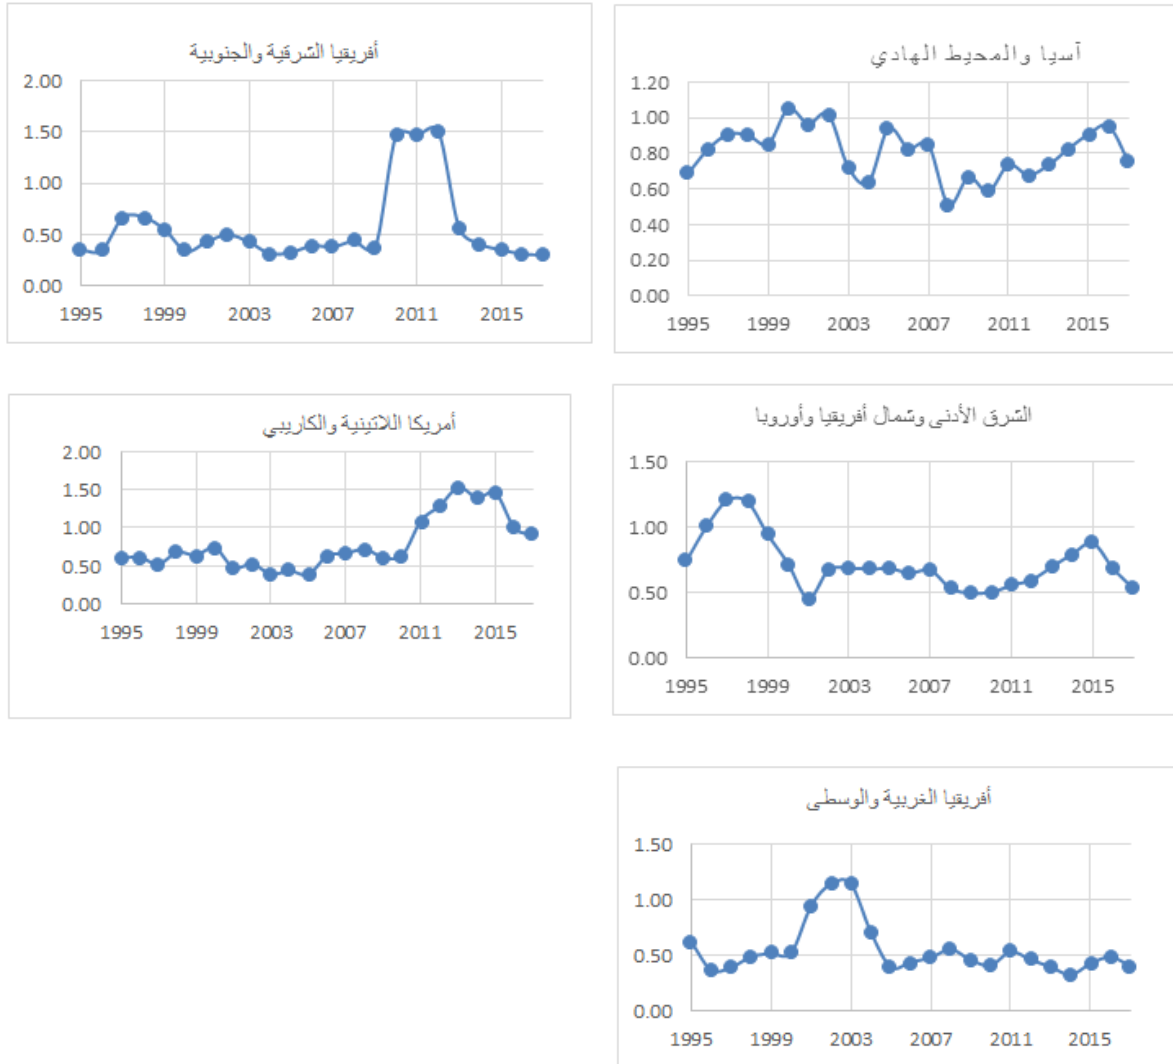 أفريقيا الشرقية والجنوبية
2.00
1.50
1.00
0.50
0.00
1995 1999 2003 2007 2011 2015
آسيا والمحيط الهادي
1.20
1.00
0.80
0.60
0.40
0.20
0.00
1995 1999 2003 2007 2011 2015
أمريكا اللاتينية والكاريبي
2.00
1.50
1.00
0.50
0.00
1995 1999 2003 2007 2011 2015
الشرق الأدنى وشمال أفريقيا وأوروبا
1.50
1.00
0.50
0.00
1995 1999 2003 2007 2011 2015
أفريقيا الغربية والوسطى
1.50
1.00
0.50
0.00
1995 1999 2003 2007 2011 2015